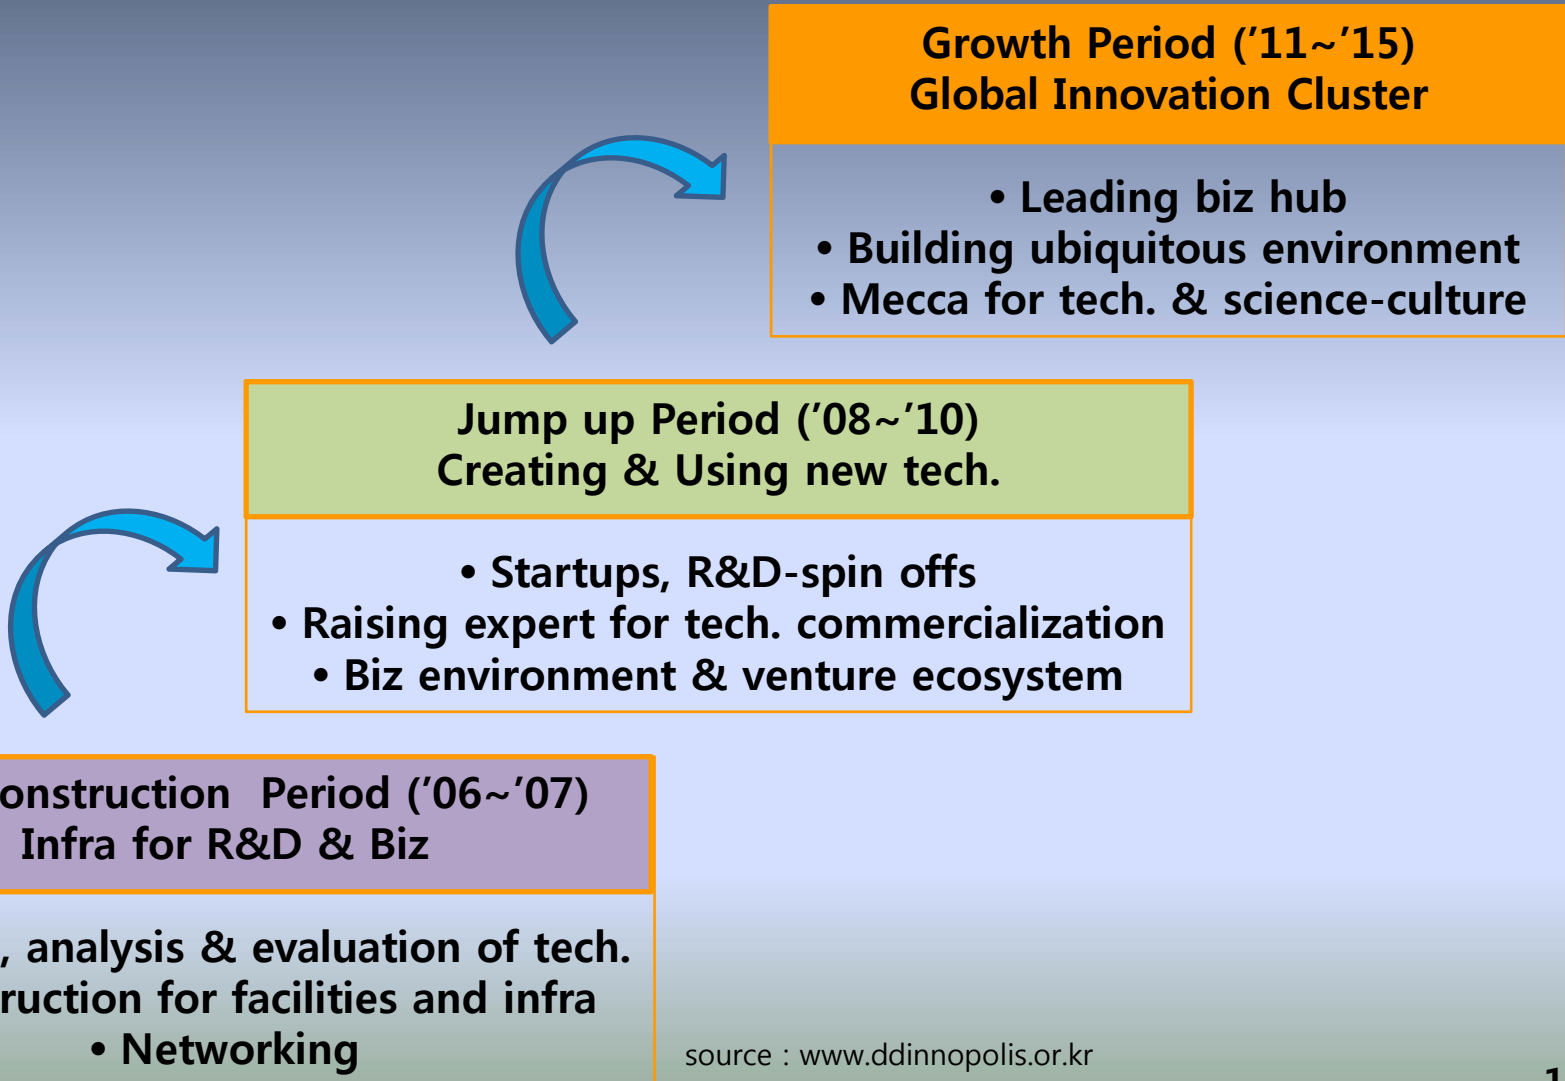 Growth Period (’11~’15)
Global Innovation Cluster
• Leading biz hub
• Building ubiquitous environment
• Mecca for tech. & science-culture
Jump up Period (’08~’10)
Creating & Using new tech.
• Startups, R&D-spin offs
• Raising expert for tech. commercialization
• Biz environment & venture ecosystem
onstruction Period (’06~’07)
Infra for R&D & Biz
, analysis & evaluation of tech.
ruction for facilities and infra
• Networking
source : www.ddinnopolis.or.kr